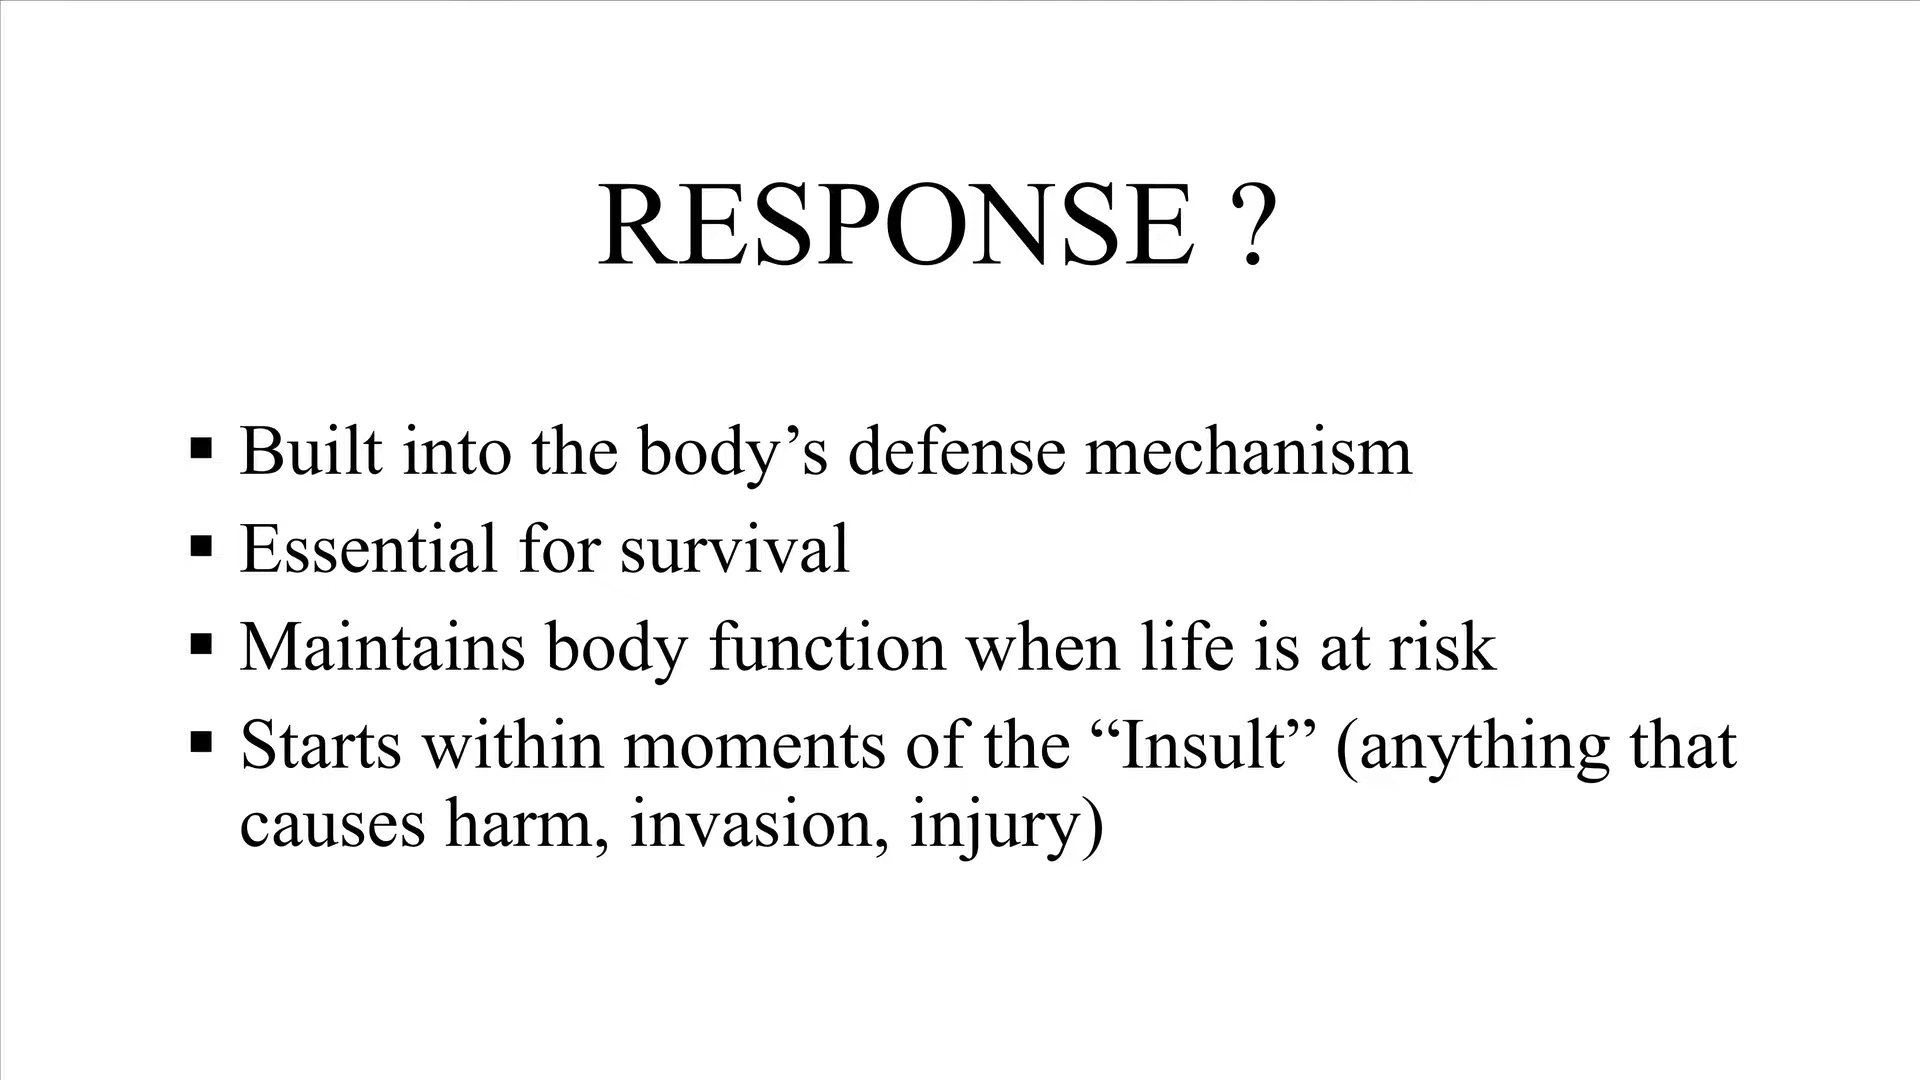 RESPONSE ?
▪ Built into the body’s defense mechanism
▪ Essential for survival
▪ Maintains body function when life is at risk
▪ Starts within moments of the “Insult” (anything that
causes harm, invasion, injury)